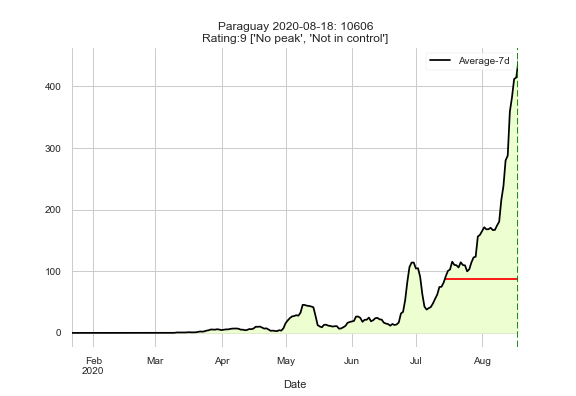 Paraguay 2020-08-18: 10606
Rating:9 ['No peak', 'Not in control']
Average-7d
400
300
200
100
0
Feb Mar Apr May Jun Jul Aug
2020
Date